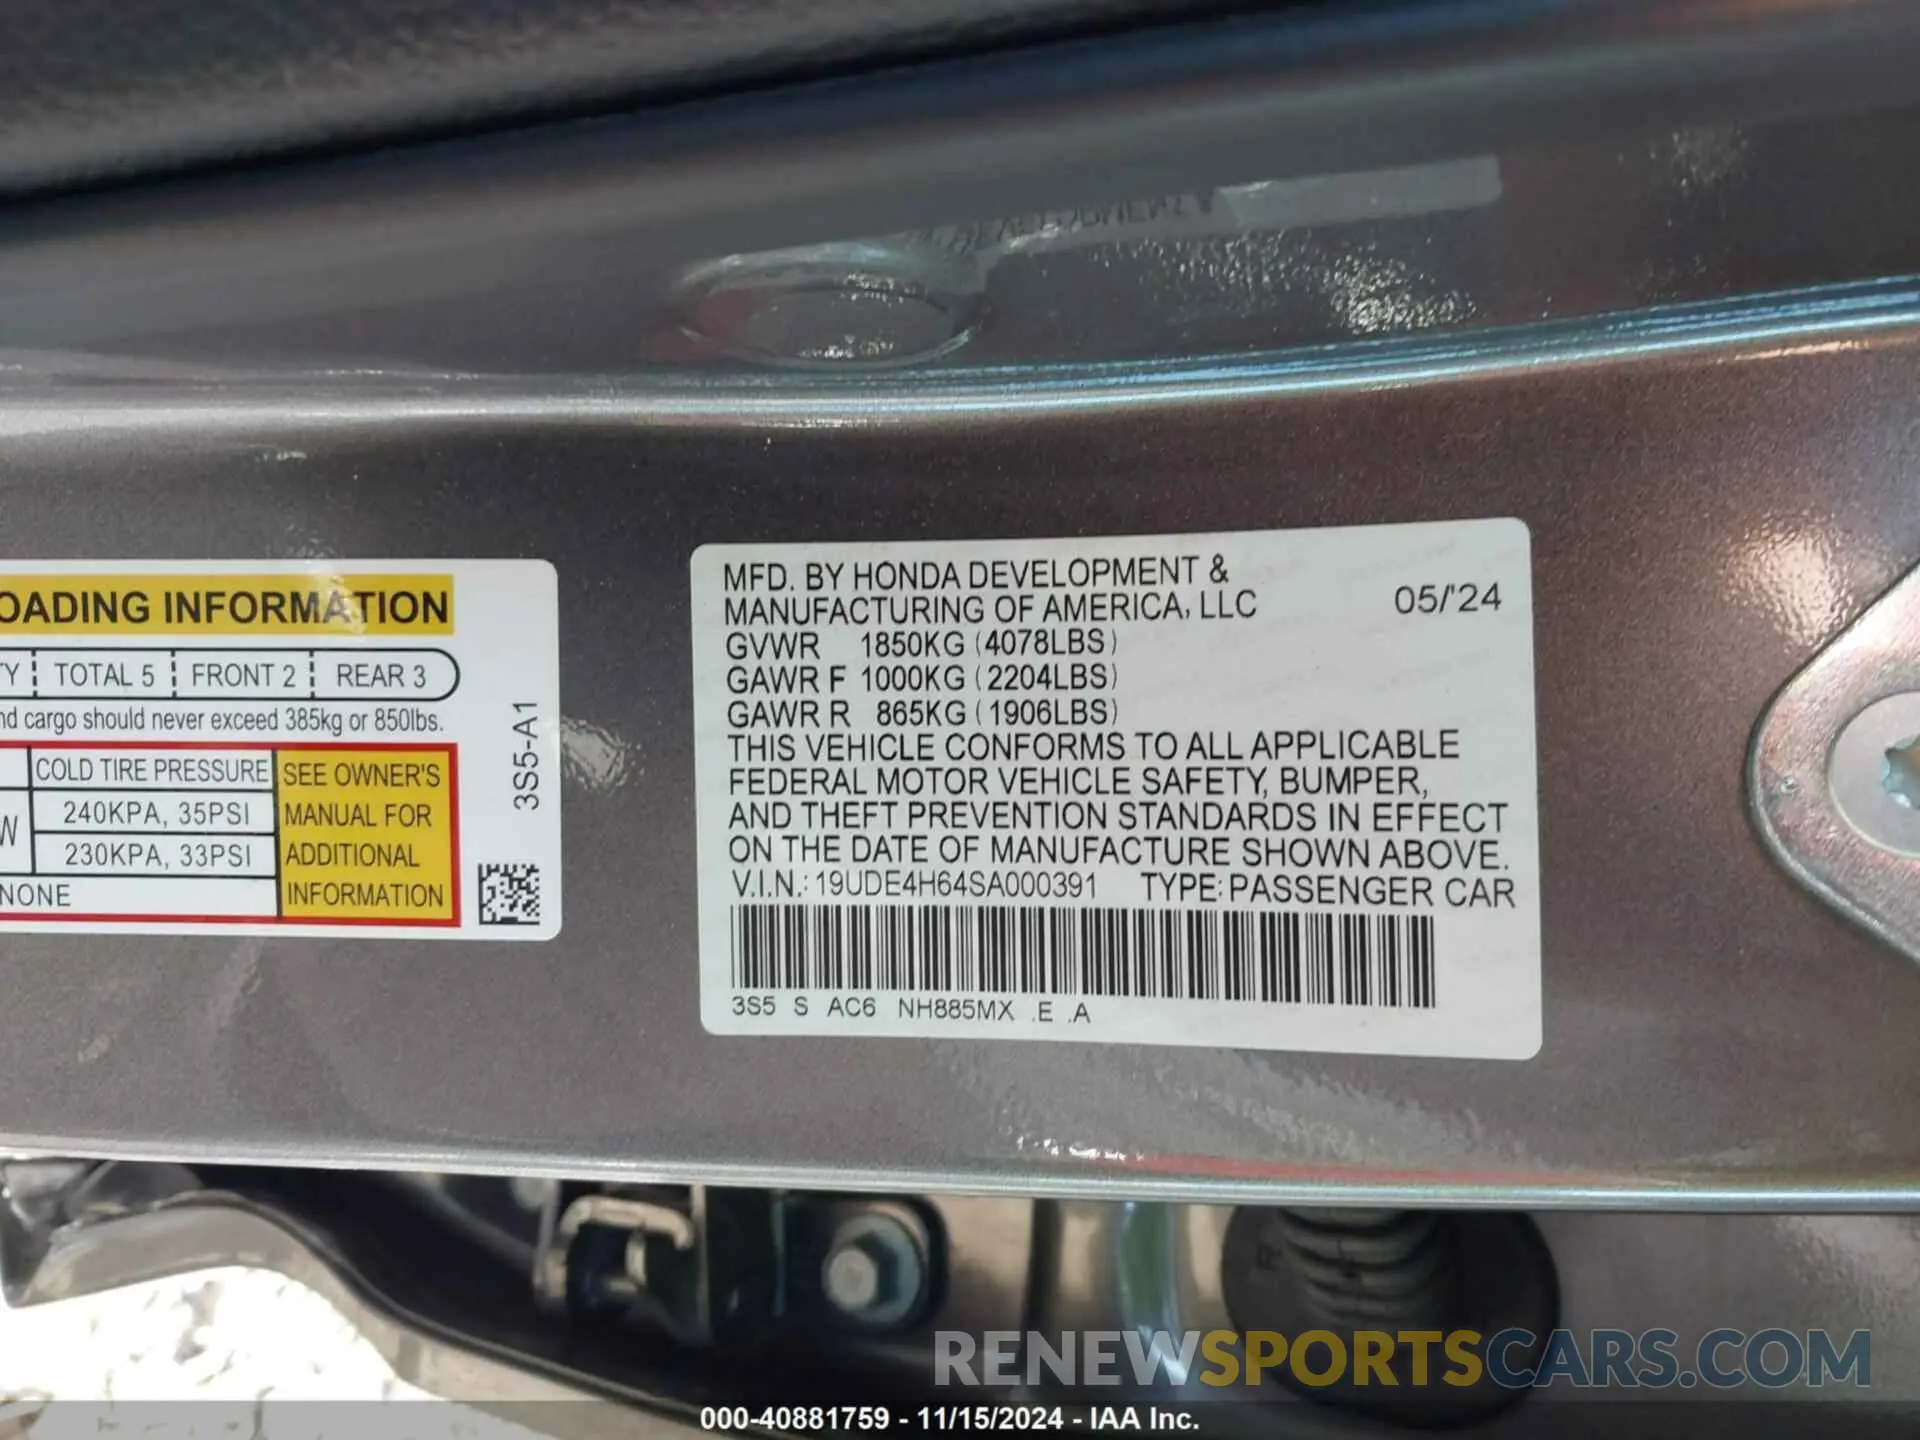 OADING INFORMATION
TY TOTAL 5 FRONT 2 REAR 3
nd cargo should never exceed 385kg or 850lbs.
COLD TIRE PRESSURE
240KPA, 35PSI
W
230KPA, 33PSI
NONE
SEE OWNER'S
MANUAL FOR
ADDITIONAL
INFORMATION
3S5-A1
MFD. BY HONDA DEVELOPMENT &
MANUFACTURING OF AMERICA, LLC 05/'24
GVWR 1850KG (4078LBS)
GAWR F 1000KG (2204LBS)
GAWR R 865KG (1906LBS)
THIS VEHICLE CONFORMS TO ALL APPLICABLE
FEDERAL MOTOR VEHICLE SAFETY, BUMPER,
AND THEFT PREVENTION STANDARDS IN EFFECT
ON THE DATE OF MANUFACTURE SHOWN ABOVE.
V.I.N.: 19UDE4H64SA000391 TYPE: PASSENGER CAR
3S5 S AC6 NH885MX .E .A
RENEWSPORTSCARS.COM
000-40881759 - 11/15/2024 - IAA Inc.